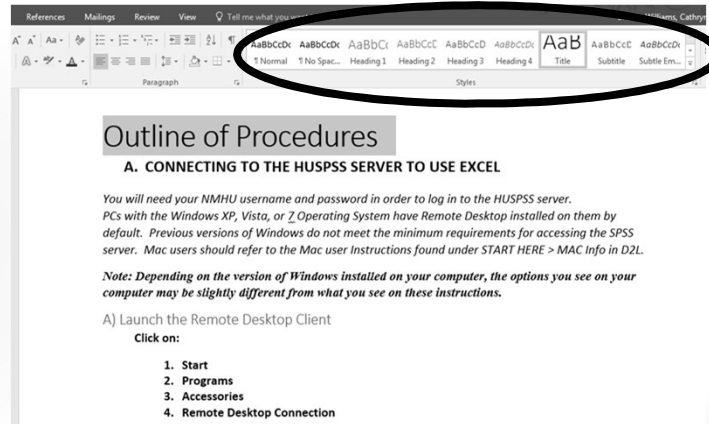 References Mailings Review View Tell me what you
Williams, Cathryn
AaBbCcDc AaBbCcDc AaBbCc AaBbCcE AaBbCcD AaBbCcDc AaB AaBbCcE AaBbCcDc
¶ Normal ¶ No Spac... Heading 1 Heading 2 Heading 3 Heading 4 Title Subtitle Subtle Em...
Paragraph Styles
Outline of Procedures
A. CONNECTING TO THE HUSPSS SERVER TO USE EXCEL
You will need your NMHU username and password in order to log in to the HUSPSS server.
PCs with the Windows XP, Vista, or 7 Operating System have Remote Desktop installed on them by
default. Previous versions of Windows do not meet the minimum requirements for accessing the SPSS
server. Mac users should refer to the Mac user Instructions found under START HERE > MAC Info in D2L.
Note: Depending on the version of Windows installed on your computer, the options you see on your
computer may be slightly different from what you see on these instructions.
A) Launch the Remote Desktop Client
Click on:
1. Start
2. Programs
3. Accessories
4. Remote Desktop Connection